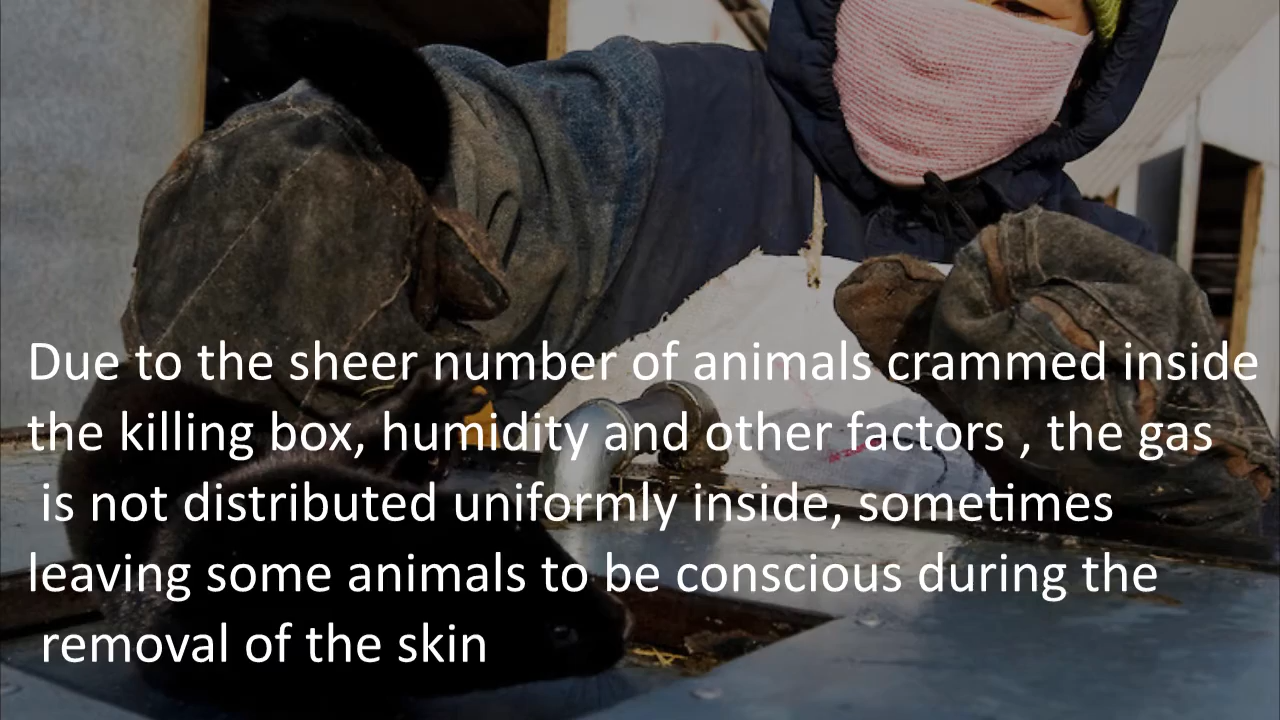 Due to the sheer number of animals crammed inside
the killing box, humidity and other factors , the gas
is not distributed uniformly inside, sometimes
leaving some animals to be conscious during the
removal of the skin